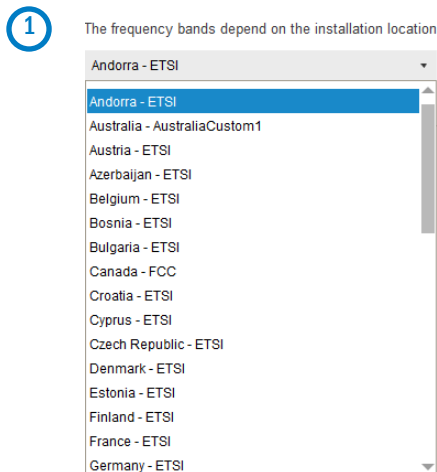 1
The frequency bands depend on the installation location
Andorra - ETSI
Andorra - ETSI
Australia - AustraliaCustom1
Austria - ETSI
Azerbaijan - ETSI
Belgium - ETSI
Bosnia - ETSI
Bulgaria - ETSI
Canada - FCC
Croatia - ETSI
Cyprus - ETSI
Czech Republic - ETSI
Denmark - ETSI
Estonia - ETSI
Finland - ETSI
France - ETSI
Germany - ETSI